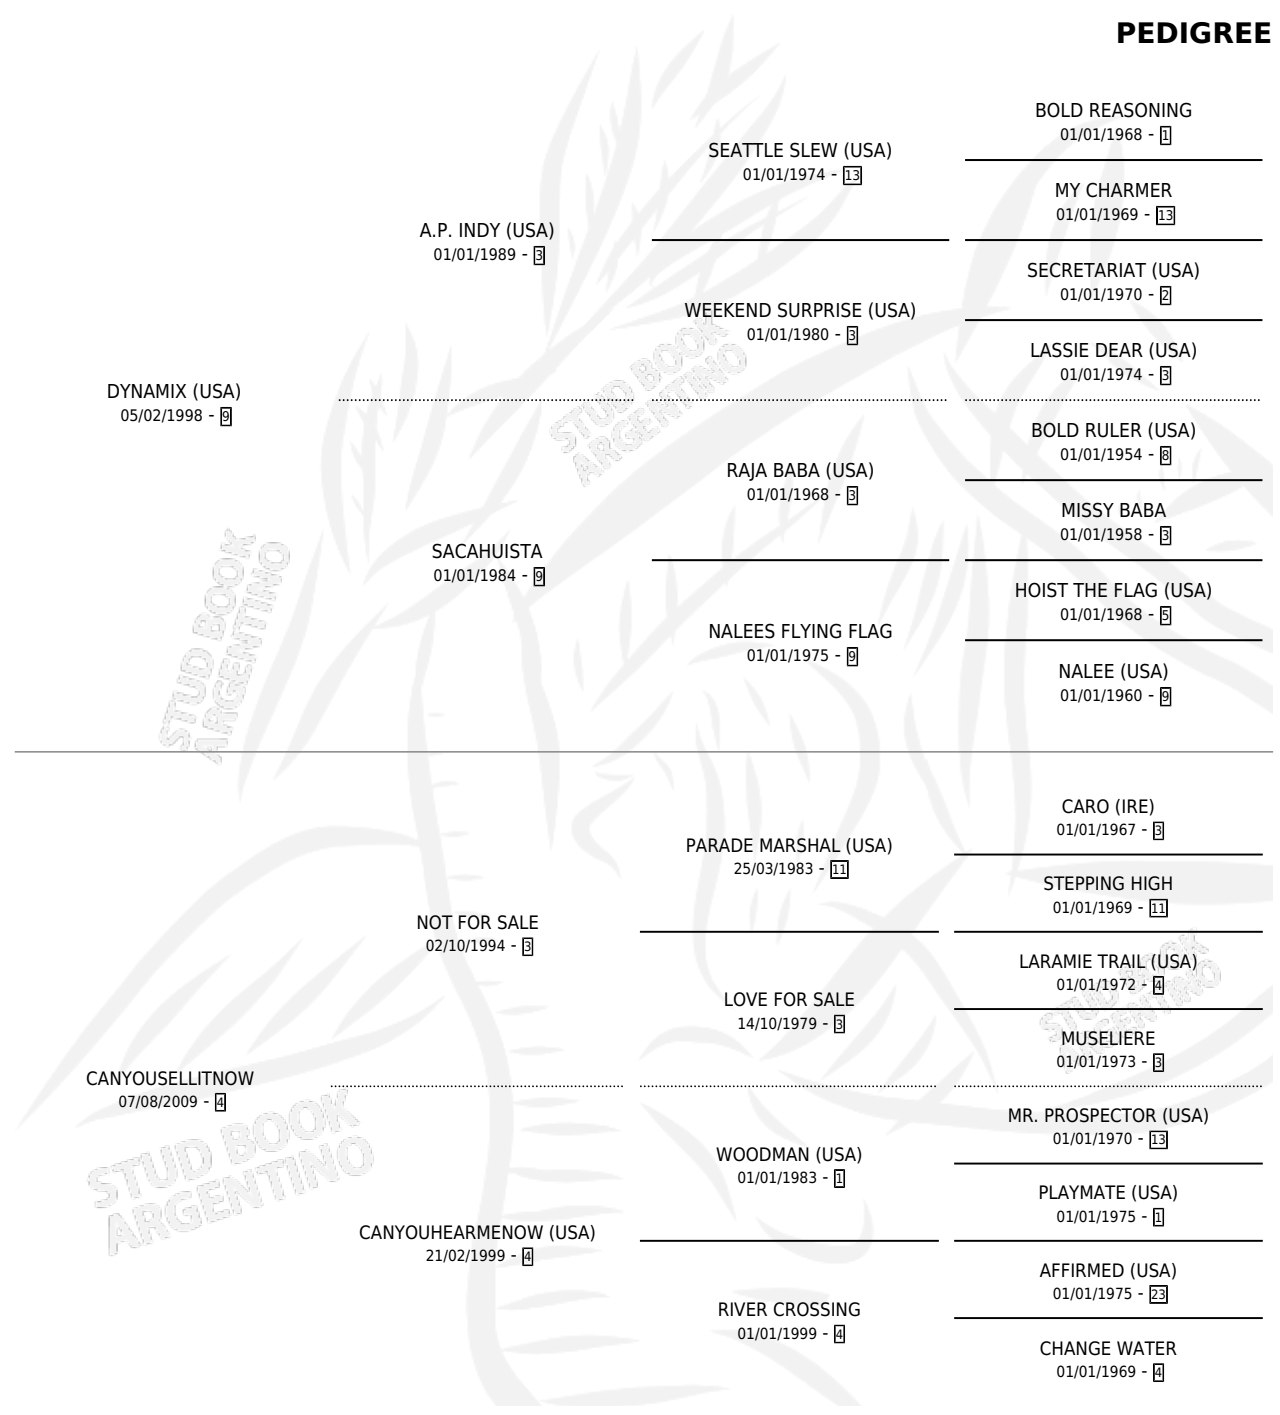 PEDIGREE
BOLD REASONING
01/01/1968 - 1
SEATTLE SLEW (USA)
01/01/1974 - 13
MY CHARMER
01/01/1969 - 13
A.P. INDY (USA)
01/01/1989 - 3
SECRETARIAT (USA)
01/01/1970 - 2
WEEKEND SURPRISE (USA)
01/01/1980 - 3
LASSIE DEAR (USA)
01/01/1974 - 3
DYNAMIX (USA)
05/02/1998 - 9
STUD BOOK
ARGENTINO
BOLD RULER (USA)
01/01/1954 - 8
RAJA BABA (USA)
01/01/1968 - 3
MISSY BABA
01/01/1958 - 3
SACAHUISTA
01/01/1984 - 9
HOIST THE FLAG (USA)
01/01/1968 - 5
NALEES FLYING FLAG
01/01/1975 - 9
NALEE (USA)
01/01/1960 - 9
STUD BOOK
ARGENTINO
CARO (IRE)
01/01/1967 - 3
PARADE MARSHAL (USA)
25/03/1983 - 11
STEPPING HIGH
01/01/1969 - 11
NOT FOR SALE
02/10/1994 - 3
LARAMIE TRAIL (USA)
01/01/1972 - 4
LOVE FOR SALE
14/10/1979 - 3
STUD BOOK
ARGENTINO
MUSELIERE
01/01/1973 - 3
CANYOUSELLITNOW
07/08/2009 - 4
STUD BOOK
ARGENTINO
MR. PROSPECTOR (USA)
01/01/1970 - 13
WOODMAN (USA)
01/01/1983 - 1
PLAYMATE (USA)
01/01/1975 - 1
CANYOUHEARMENOW (USA)
21/02/1999 - 4
AFFIRMED (USA)
01/01/1975 - 23
RIVER CROSSING
01/01/1999 - 4
CHANGE WATER
01/01/1969 - 4